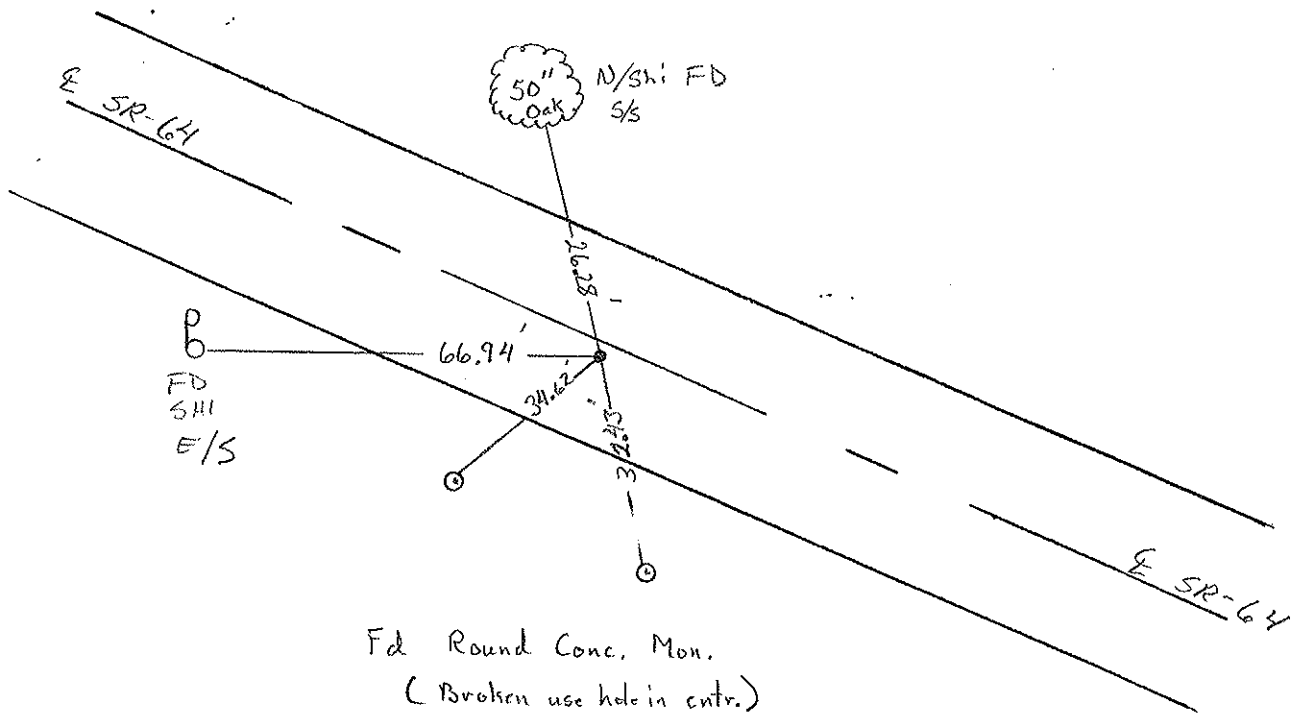 50"
Oak
N/Shi FD
S/S
℄ SR-64
26.28'
66.94'
34.62'
32.43'
FD
SHI
E/S
℄ SR-64
Fd Round Conc. Mon.
(Broken use hole in cntr.)